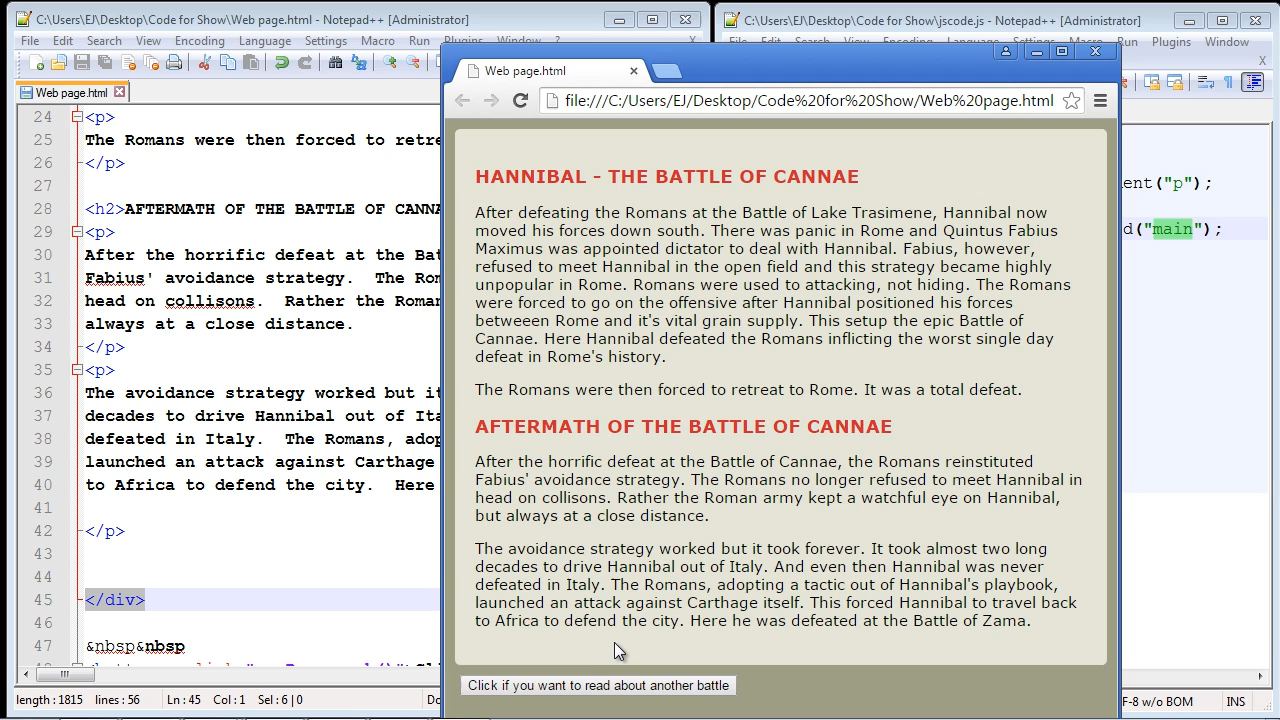 C:\Users\EJ\Desktop\Code for Show\Web page.html - Notepad++ [Administrator]
File Edit Search View Encoding Language Settings Macro Run Plugins Window ? X
Web page.html
24 <p>
25 The Romans were then forced to retre
26 </p>
27
28 <h2>AFTERMATH OF THE BATTLE OF CANNA
29 <p>
30 After the horrific defeat at the Bat
31 Fabius' avoidance strategy.  The Rom
32 head on collisons.  Rather the Roman
33 always at a close distance.
34 </p>
35 <p>
36 The avoidance strategy worked but it
37 decades to drive Hannibal out of Ita
38 defeated in Italy.  The Romans, adop
39 launched an attack against Carthage
40 to Africa to defend the city.  Here
41
42 </p>
43
44
45 </div>
46
47 &nbsp&nbsp
length : 1815 lines : 56 Ln : 45 Col : 1 Sel : 6 | 0
C:\Users\EJ\Desktop\Code for Show\jscode.js - Notepad++ [Administrator]
File Edit Search View Encoding Language Settings Macro Run Plugins Window
X
ent("p");
d("main");
F-8 w/o BOM INS
Web page.html
file:///C:/Users/EJ/Desktop/Code%20for%20Show/Web%20page.html
HANNIBAL - THE BATTLE OF CANNAE
After defeating the Romans at the Battle of Lake Trasimene, Hannibal now
moved his forces down south. There was panic in Rome and Quintus Fabius
Maximus was appointed dictator to deal with Hannibal. Fabius, however,
refused to meet Hannibal in the open field and this strategy became highly
unpopular in Rome. Romans were used to attacking, not hiding. The Romans
were forced to go on the offensive after Hannibal positioned his forces
betweeen Rome and it's vital grain supply. This setup the epic Battle of
Cannae. Here Hannibal defeated the Romans inflicting the worst single day
defeat in Rome's history.
The Romans were then forced to retreat to Rome. It was a total defeat.
AFTERMATH OF THE BATTLE OF CANNAE
After the horrific defeat at the Battle of Cannae, the Romans reinstituted
Fabius' avoidance strategy. The Romans no longer refused to meet Hannibal in
head on collisons. Rather the Roman army kept a watchful eye on Hannibal,
but always at a close distance.
The avoidance strategy worked but it took forever. It took almost two long
decades to drive Hannibal out of Italy. And even then Hannibal was never
defeated in Italy. The Romans, adopting a tactic out of Hannibal's playbook,
launched an attack against Carthage itself. This forced Hannibal to travel back
to Africa to defend the city. Here he was defeated at the Battle of Zama.
Click if you want to read about another battle